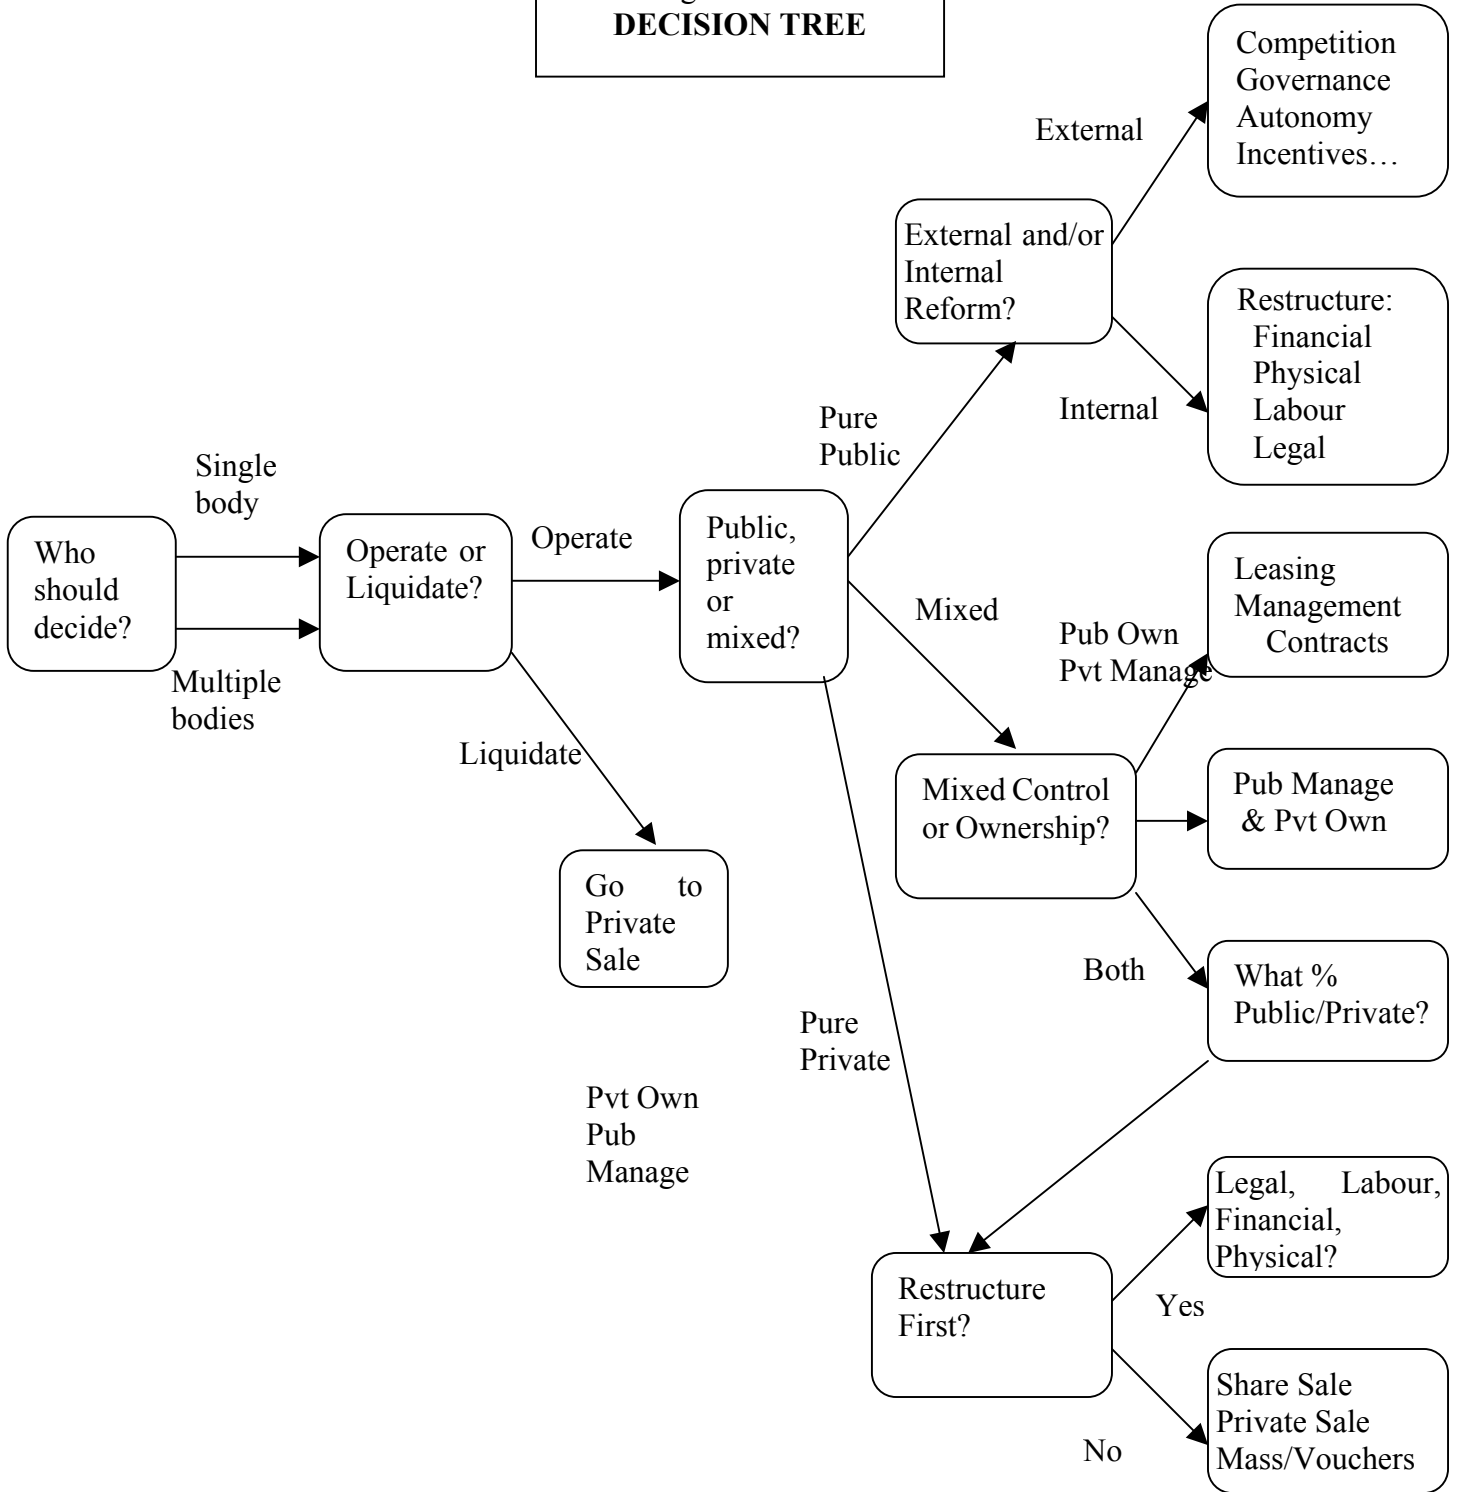 DECISION TREE
Competition
Governance
Autonomy
Incentives…
External
External and/or
Internal
Reform?
Restructure:
Financial
Physical
Labour
Legal
Internal
Pure
Public
Single
body
Who
should
decide?
Multiple
bodies
Operate or
Liquidate?
Operate
Liquidate
Go to
Private
Sale
Public,
private
or
mixed?
Mixed
Pub Own
Pvt Manage
Leasing
Management
Contracts
Mixed Control
or Ownership?
Pub Manage
& Pvt Own
Both
What %
Public/Private?
Pure
Private
Pvt Own
Pub
Manage
Restructure
First?
Legal, Labour,
Financial,
Physical?
Yes
No
Share Sale
Private Sale
Mass/Vouchers